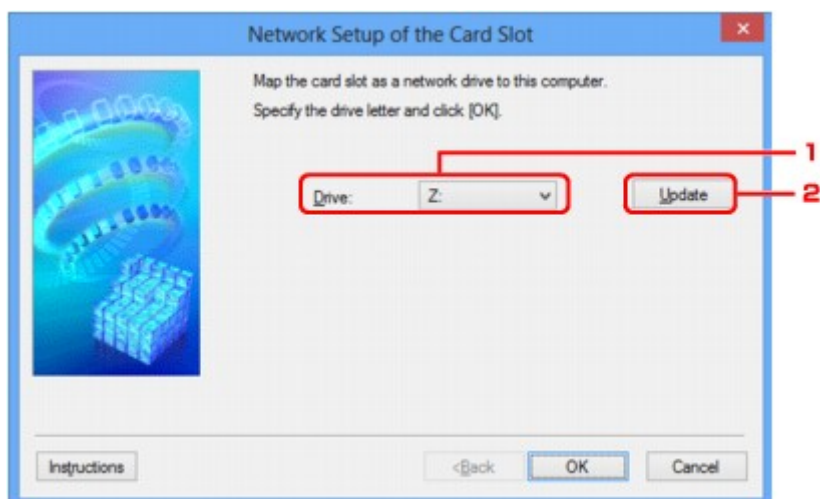 Network Setup of the Card Slot
Map the card slot as a network drive to this computer.
Specify the drive letter and click [OK].
1
Drive: Z: Update
2
Instructions <Back OK Cancel